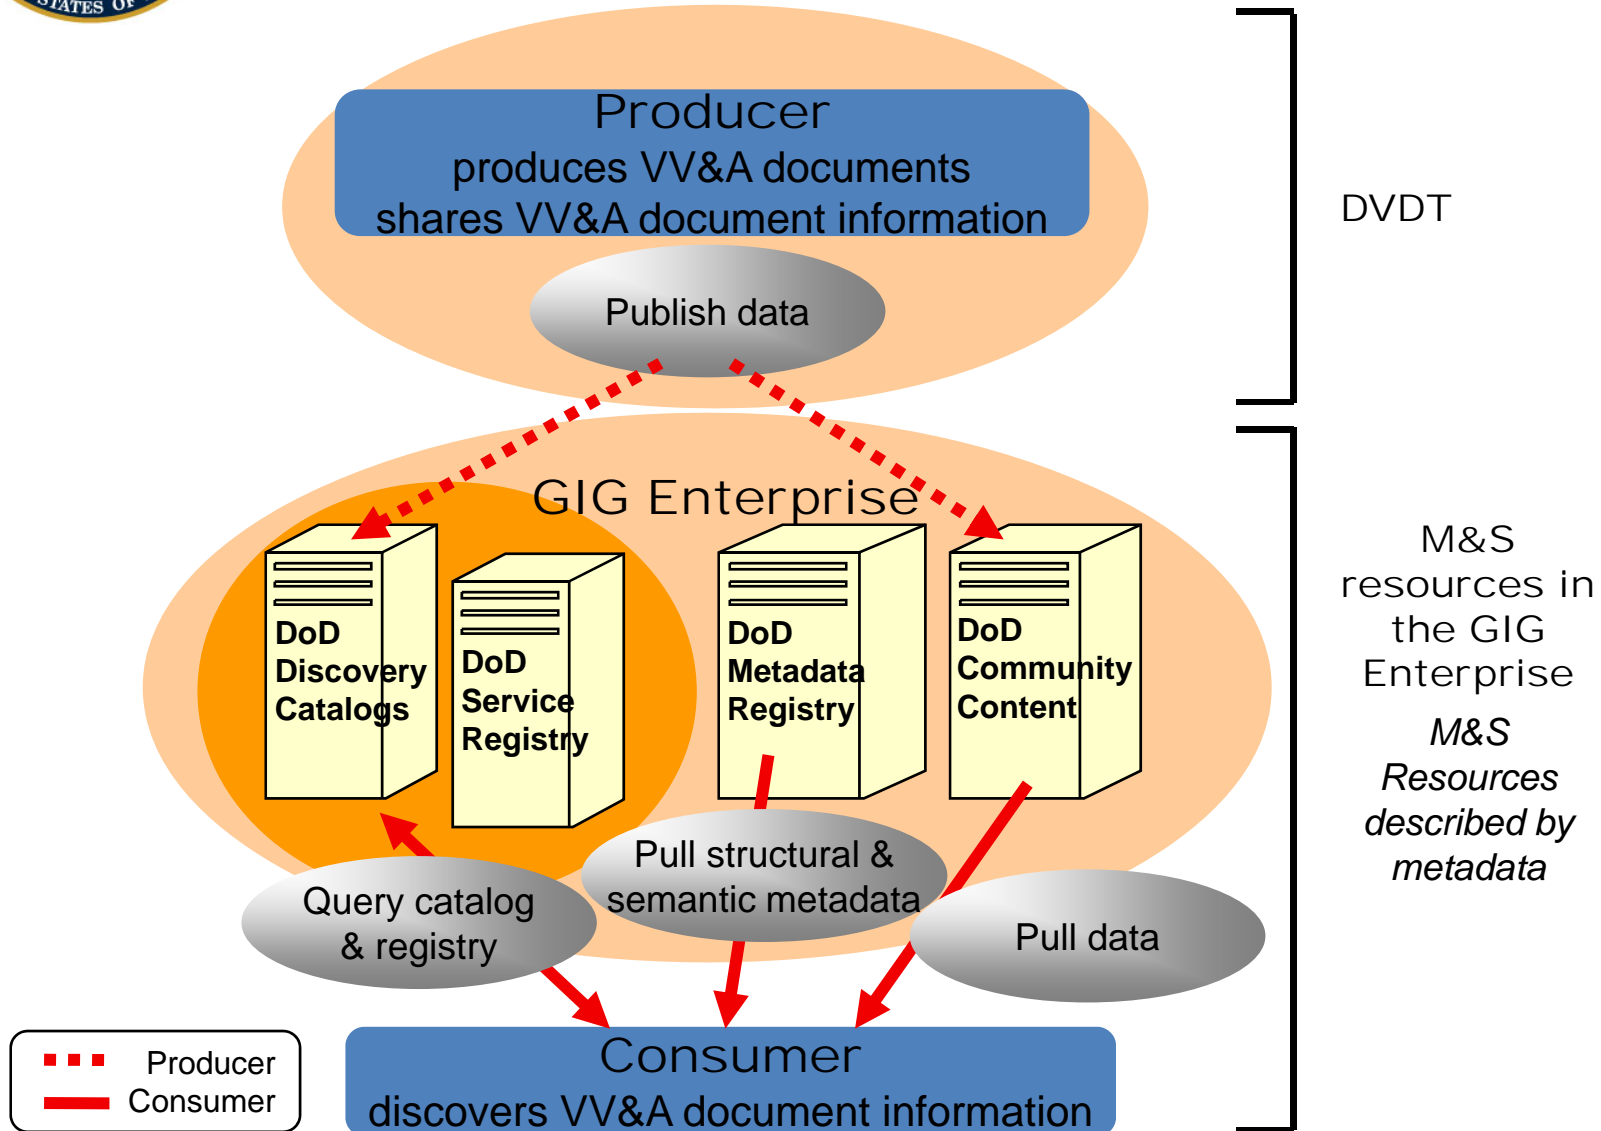 STATES OF
Producer
produces VV&A documents
shares VV&A document information
Publish data
DVDT
GIG Enterprise
DoD
Discovery
Catalogs
DoD
Service
Registry
DoD
Metadata
Registry
DoD
Community
Content
M&S
resources in
the GIG
Enterprise
M&S
Resources
described by
metadata
Query catalog
& registry
Pull structural &
semantic metadata
Pull data
Producer
Consumer
Consumer
discovers VV&A document information